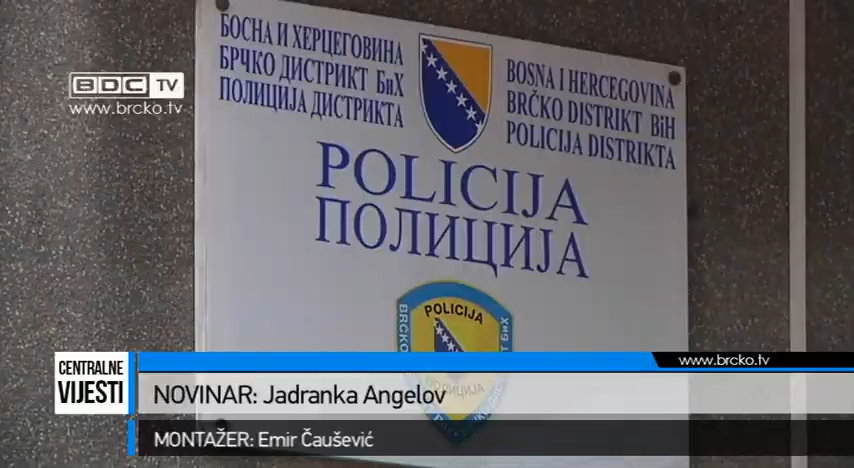 БОСНА И ХЕРЦЕГОВИНА
БРЧКО ДИСТРИКТ БиХ
ПОЛИЦИЈА ДИСТРИКТА
BOSNA I HERCEGOVINA
BRČKO DISTRIKT BiH
POLICIJA DISTRIKTA
BDC TV
www.brcko.tv
POLICIJA
ПОЛИЦИЈА
POLICIJA
ПОЛИЦИЈА
www.brcko.tv
CENTRALNE
VIJESTI
NOVINAR: Jadranka Angelov
MONTAŽER: Emir Čaušević